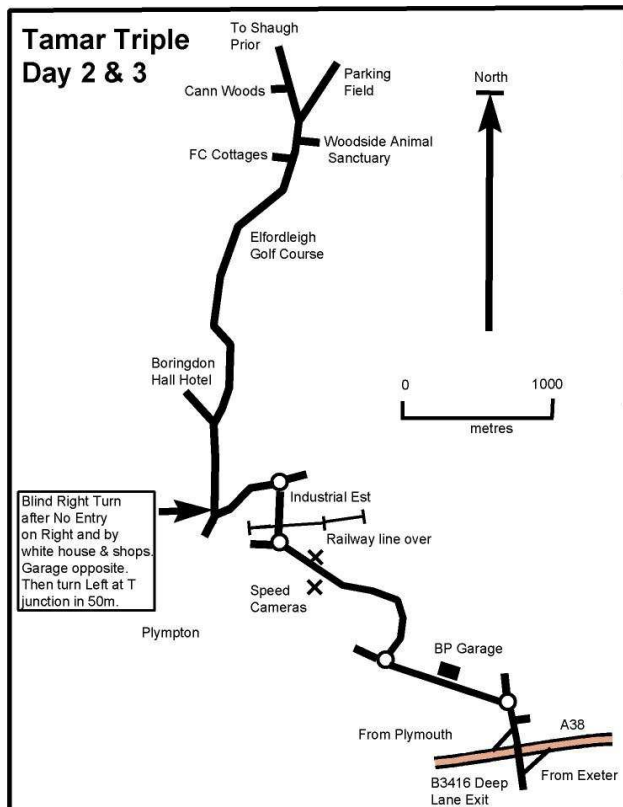 Tamar Triple
Day 2 & 3
To Shaugh
Prior
Parking
Field
North
Cann Woods
Woodside Animal
Sanctuary
FC Cottages
Elfordleigh
Golf Course
Boringdon
Hall Hotel
0
1000
metres
Blind Right Turn
after No Entry
on Right and by
white house & shops.
Garage opposite.
Then turn Left at T
junction in 50m.
Industrial Est
Railway line over
Speed
Cameras
Plympton
BP Garage
From Plymouth
A38
B3416 Deep
Lane Exit
From Exeter